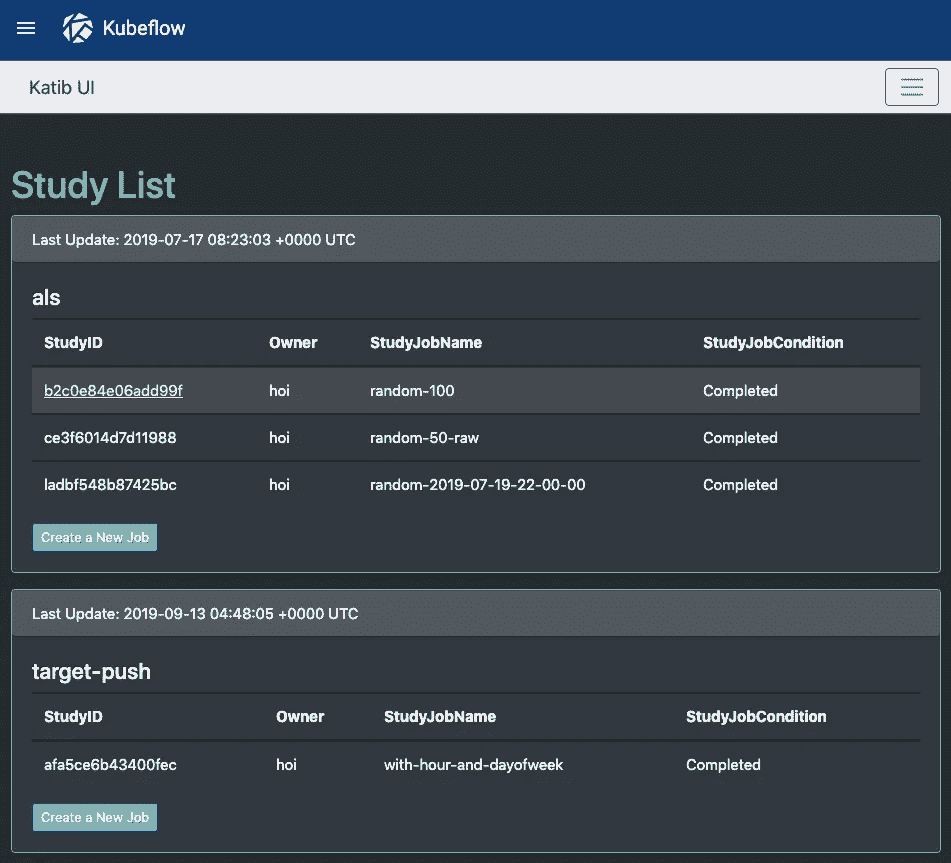 Kubeflow
Katib UI
Study List
Last Update: 2019-07-17 08:23:03 +0000 UTC
als
StudyID Owner StudyJobName StudyJobCondition
b2c0e84e06add99f hoi random-100 Completed
ce3f6014d7d11988 hoi random-50-raw Completed
ladbf548b87425bc hoi random-2019-07-19-22-00-00 Completed
Create a New Job
Last Update: 2019-09-13 04:48:05 +0000 UTC
target-push
StudyID Owner StudyJobName StudyJobCondition
afa5ce6b43400fec hoi with-hour-and-dayofweek Completed
Create a New Job